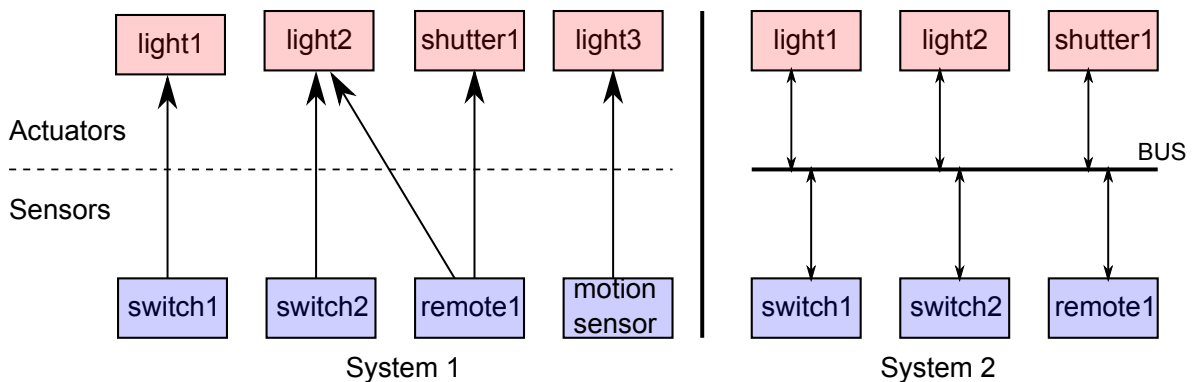 light1
light2
shutter1
light3
light1
light2
shutter1
Actuators
BUS
Sensors
switch1
switch2
remote1
motion
sensor
switch1
switch2
remote1
System 1
System 2